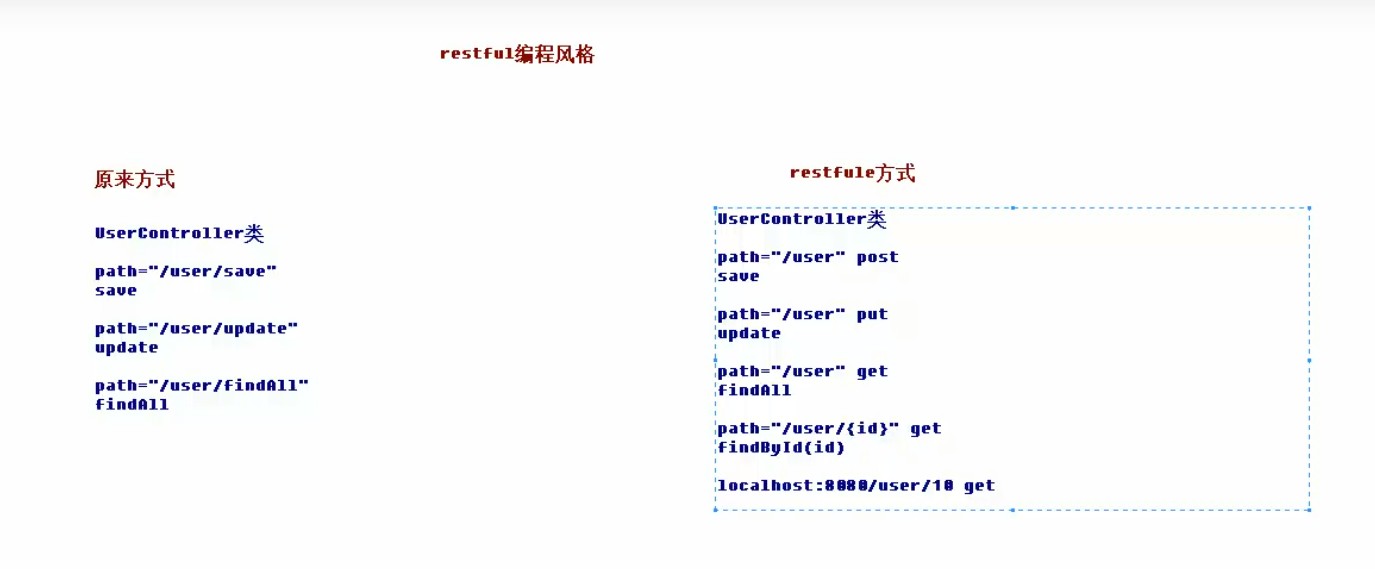 restful编程风格
原来方式
UserController类
path="/user/save"
save
path="/user/update"
update
path="/user/findAll"
findAll
restfule方式
UserController类
path="/user" post
save
path="/user" put
update
path="/user" get
findAll
path="/user/{id}" get
findById(id)
localhost:8080/user/10 get